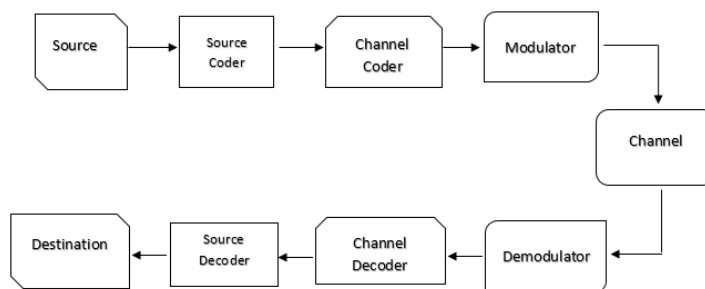 Source
Source
Coder
Channel
Coder
Modulator
Channel
Destination
Source
Decoder
Channel
Decoder
Demodulator